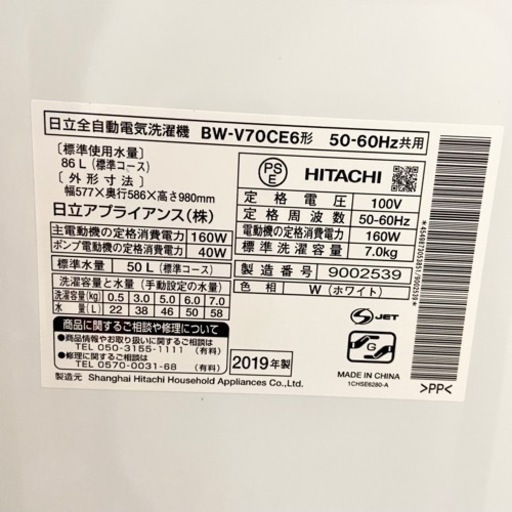 日立全自動電気洗濯機 BW-V70CE6形 50-60Hz共用
〔標準使用水量〕
86L(標準コース)
〔外形寸法〕
幅577×奥行586×高さ980mm
日立アプライアンス(株)
主電動機の定格消費電力 160W
ポンプ電動機の定格消費電力 40W
標準水量 50L(標準コース)
洗濯容量と水量(手動設定の水量)
洗濯容量(kg) 0.5 3.0 5.0 6.0 7.0
水量(L) 22 38 46 50 58
商品に関するご相談や修理について
●商品情報やお取り扱いに関するご相談
TEL 050-3155-1111 (有料)
●修理に関するご相談
TEL 0570-0031-68 (有料)
2019年製
製造元 Shanghai Hitachi Household Appliances Co.,Ltd.
PS
E
HITACHI
定格電圧 100V
定格周波数 50-60Hz
電動機の定格消費電力 160W
標準洗濯容量 7.0kg
製造番号 9002539
色相 W(ホワイト)
JET
G
MADE IN CHINA
1CHSE6280-A
>PP<